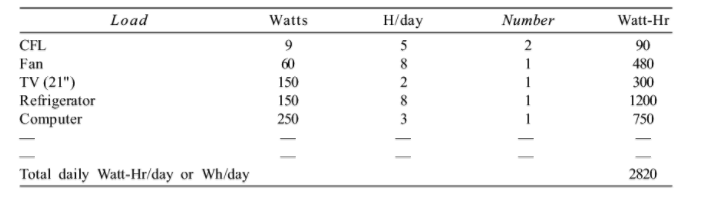 Load Watts H/day Number Watt-Hr
CFL 9 5 2 90
Fan 60 8 1 480
TV (21") 150 2 1 300
Refrigerator 150 8 1 1200
Computer 250 3 1 750
— — — — —
— — — — —
Total daily Watt-Hr/day or Wh/day 2820